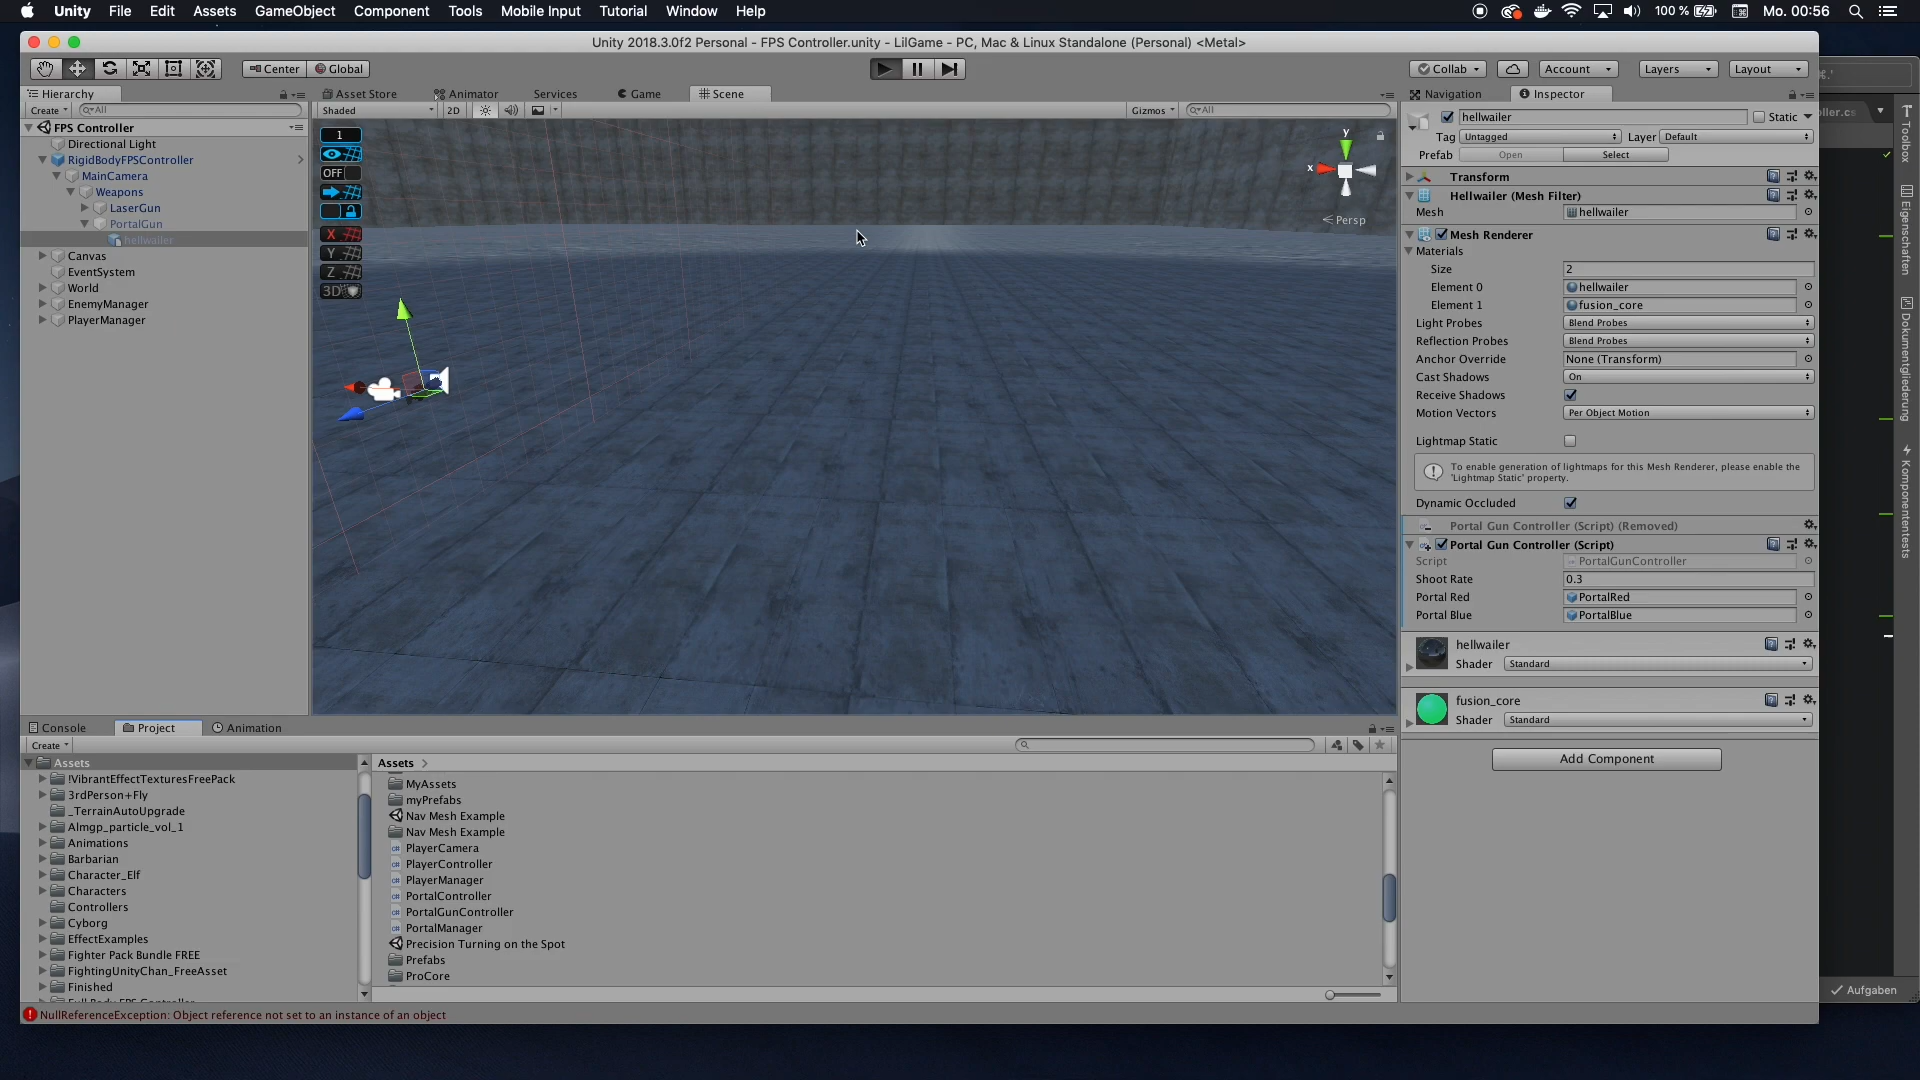 Unity File Edit Assets GameObject Component Tools Mobile Input Tutorial Window Help 100 % Mo. 00:56
Unity 2018.3.0f2 Personal - FPS Controller.unity - LilGame - PC, Mac & Linux Standalone (Personal) <Metal>
Center Global Collab Account Layers Layout
Hierarchy Asset Store Animator Services Game Scene Navigation Inspector
Create All Shaded 2D Gizmos All
FPS Controller
Directional Light
RigidBodyFPSController
MainCamera
Weapons
LaserGun
PortalGun
hellwailer
Canvas
EventSystem
World
EnemyManager
PlayerManager
1
OFF
X
Y
Z
3D
y
x
Persp
hellwailer Static
Tag Untagged Layer Default
Prefab Open Select
Transform
Hellwailer (Mesh Filter)
Mesh hellwailer
Mesh Renderer
Materials
Size 2
Element 0 hellwailer
Element 1 fusion_core
Light Probes Blend Probes
Reflection Probes Blend Probes
Anchor Override None (Transform)
Cast Shadows On
Receive Shadows
Motion Vectors Per Object Motion
Lightmap Static
To enable generation of lightmaps for this Mesh Renderer, please enable the
'Lightmap Static' property.
Dynamic Occluded
Portal Gun Controller (Script) (Removed)
Portal Gun Controller (Script)
Script PortalGunController
Shoot Rate 0.3
Portal Red PortalRed
Portal Blue PortalBlue
hellwailer
Shader Standard
fusion_core
Shader Standard
Add Component
Console Project Animation
Create
Assets
!VibrantEffectTexturesFreePack
3rdPerson+Fly
_TerrainAutoUpgrade
Almgp_particle_vol_1
Animations
Barbarian
Character_Elf
Characters
Controllers
Cyborg
EffectExamples
Fighter Pack Bundle FREE
FightingUnityChan_FreeAsset
Finished
Assets
MyAssets
myPrefabs
Nav Mesh Example
Nav Mesh Example
PlayerCamera
PlayerController
PlayerManager
PortalController
PortalGunController
PortalManager
Precision Turning on the Spot
Prefabs
ProCore
NullReferenceException: Object reference not set to an instance of an object
ller.cs
Toolbox
Eigenschaften
Dokumentgliederung
Komponententests
Aufgaben